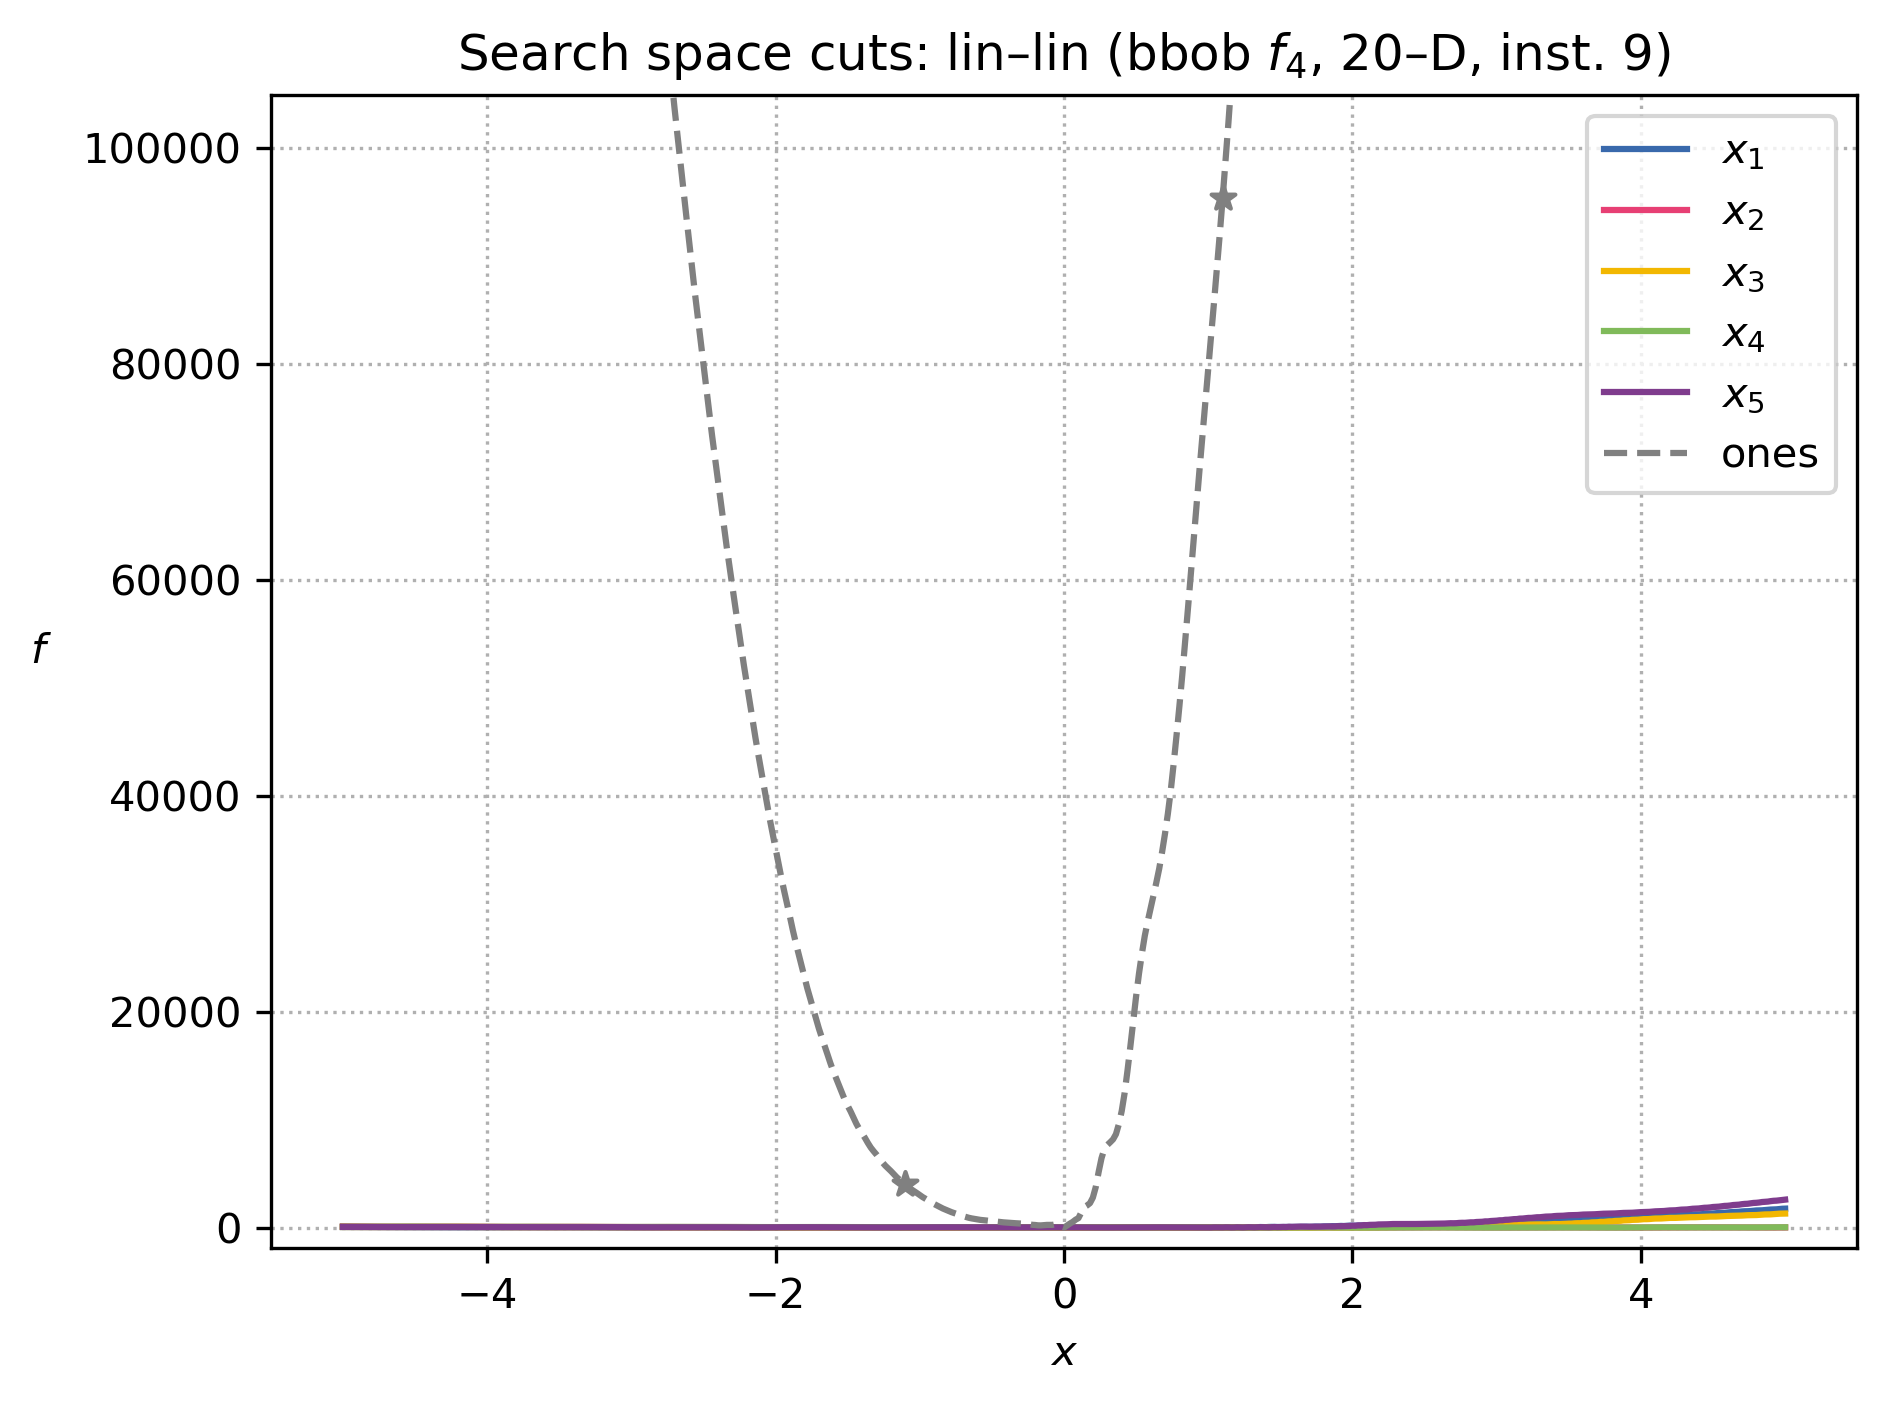 Search space cuts: lin–lin (bbob f₄, 20–D, inst. 9)
100000
80000
60000
40000
20000
0
f
−4
−2
0
2
4
x
x₁
x₂
x₃
x₄
x₅
ones